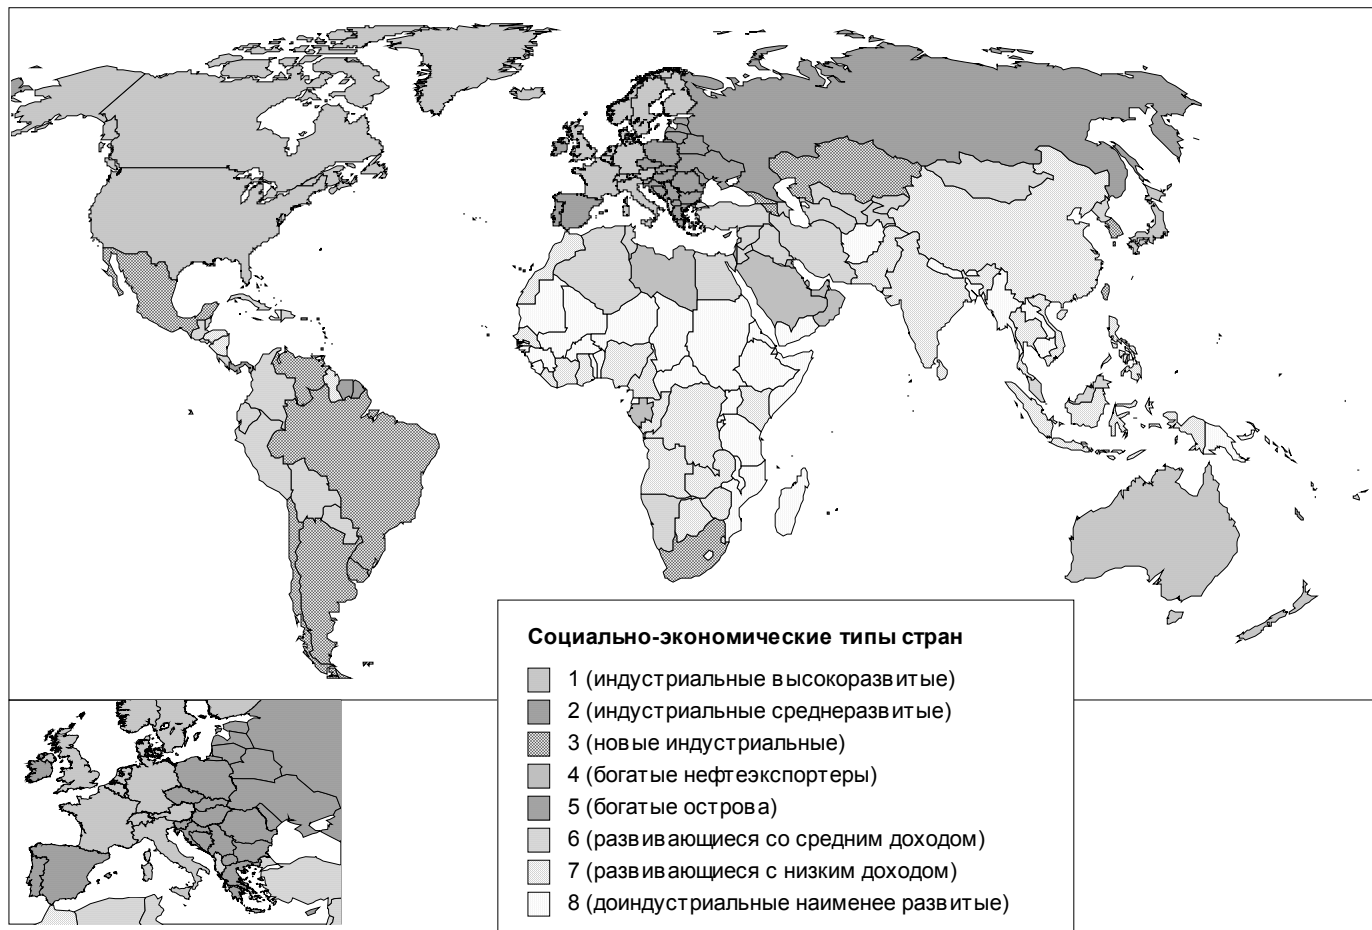 Социально-экономические типы стран
1 (индустриальные высокоразвитые)
2 (индустриальные среднеразвитые)
3 (новые индустриальные)
4 (богатые нефтеэкспортеры)
5 (богатые острова)
6 (развивающиеся со средним доходом)
7 (развивающиеся с низким доходом)
8 (доиндустриальные наименее развитые)